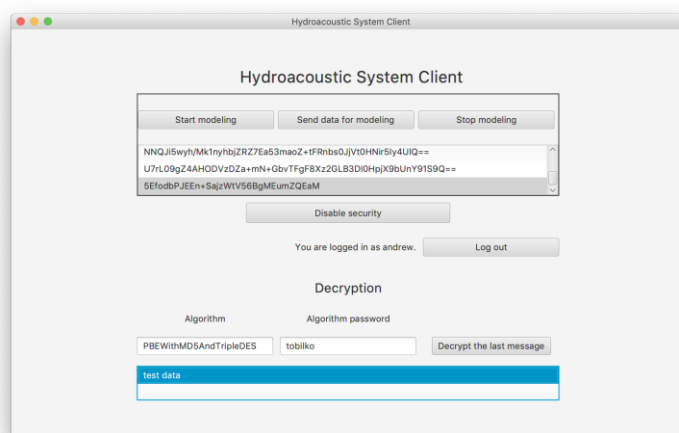 Hydroacoustic System Client
Hydroacoustic System Client
Start modeling Send data for modeling Stop modeling
NNQJi5wyh/Mk1nyhbjZRZ7Ea53maoZ+tFRnbs0JjVt0HNir5Iy4UIQ==
U7rL09gZ4AHODVzDZa+mN+GbvTFgF8Xz2GLB3DI0HpjX9bUnY91S9Q==
5EfodbPJEEn+SajzWtV56BgMEumZQEaM
Disable security
You are logged in as andrew. Log out
Decryption
Algorithm Algorithm password
PBEWithMD5AndTripleDES tobilko Decrypt the last message
test data